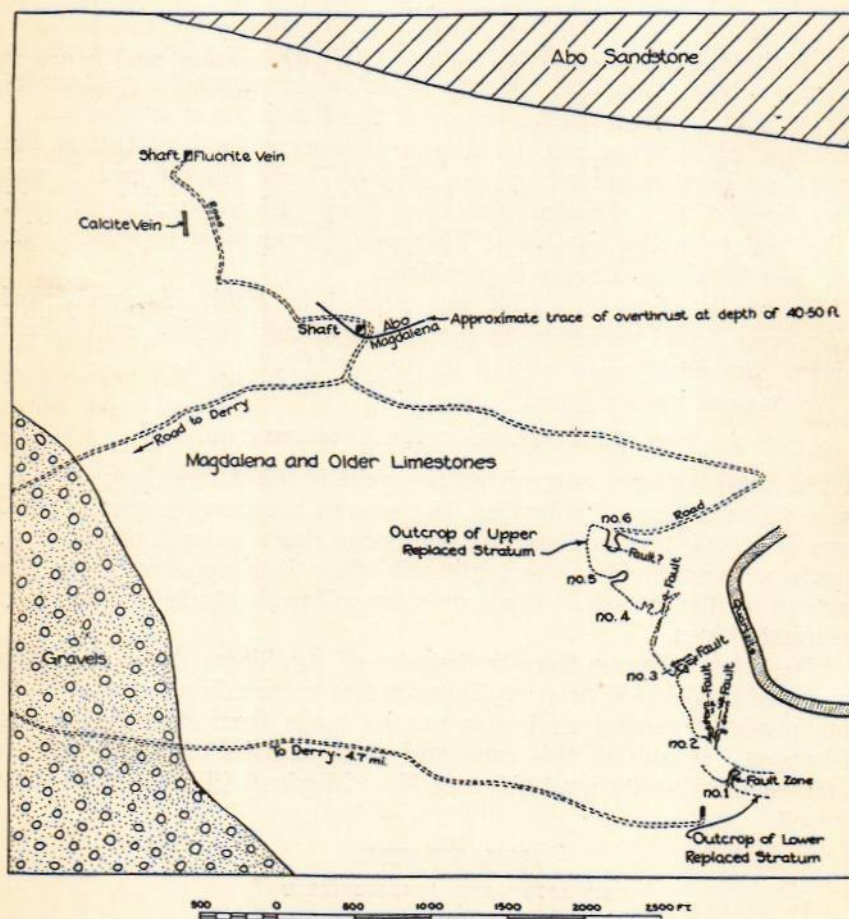 Abo Sandstone
Shaft Fluorite Vein
Road
Calcite Vein
Shaft
Abo
Magdalena
Approximate trace of overthrust at depth of 40-50 ft
Road to Derry
Magdalena and Older Limestones
Road
no.6
Outcrop of Upper
Replaced Stratum
Fault?
no.5
Fault
no.4
Quartzite
Gravels
no.3
Fault
Fault
Fault
no.2
To Derry - 4.7 mi.
no.1
Fault Zone
Outcrop of Lower
Replaced Stratum
500 0 500 1000 1500 2000 2,500 FT.